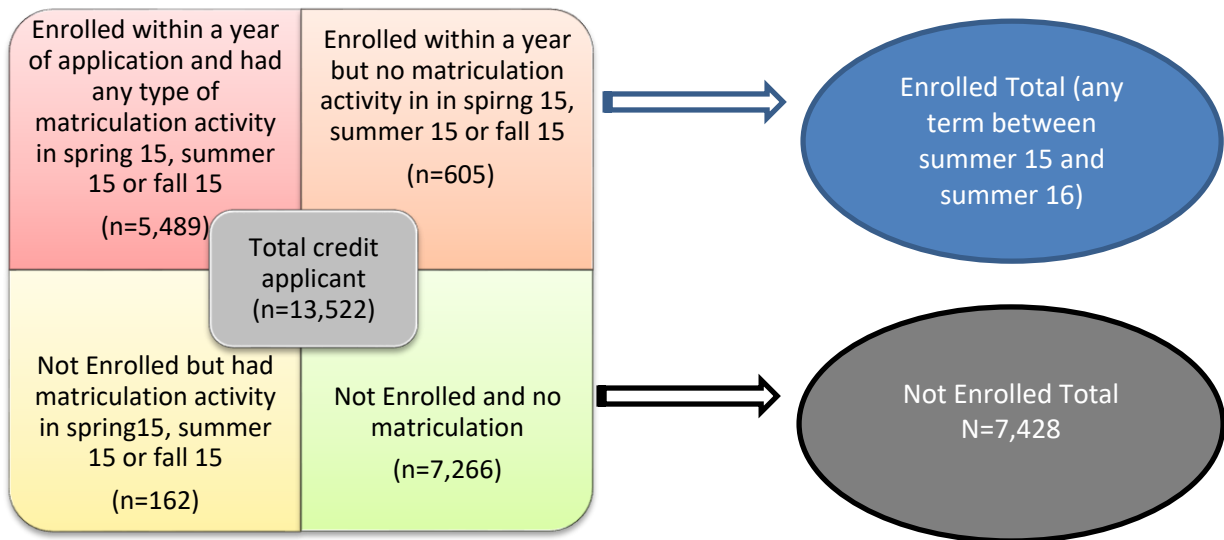 Enrolled within a year
of application and had
any type of
matriculation activity
in spring 15, summer
15 or fall 15
(n=5,489)
Enrolled within a year
but no matriculation
activity in in spirng 15,
summer 15 or fall 15
(n=605)
Total credit
applicant
(n=13,522)
Not Enrolled but had
matriculation activity
in spring15, summer
15 or fall 15
(n=162)
Not Enrolled and no
matriculation
(n=7,266)
Enrolled Total (any
term between
summer 15 and
summer 16)
Not Enrolled Total
N=7,428